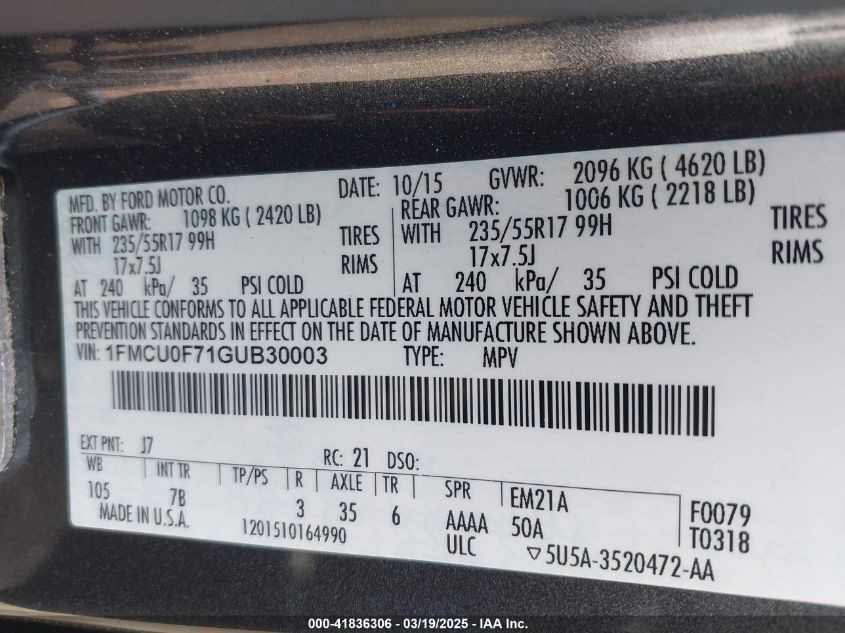 MFD. BY FORD MOTOR CO. DATE: 10/15 GVWR: 2096 KG ( 4620 LB)
FRONT GAWR: 1098 KG ( 2420 LB) REAR GAWR: 1006 KG ( 2218 LB)
WITH 235/55R17 99H TIRES WITH 235/55R17 99H TIRES
17x7.5J RIMS 17x7.5J RIMS
AT 240 kPa/ 35 PSI COLD AT 240 kPa/ 35 PSI COLD
THIS VEHICLE CONFORMS TO ALL APPLICABLE FEDERAL MOTOR VEHICLE SAFETY AND THEFT
PREVENTION STANDARDS IN EFFECT ON THE DATE OF MANUFACTURE SHOWN ABOVE.
VIN: 1FMCU0F71GUB30003 TYPE: MPV
EXT PNT: J7 RC: 21 DSO:
WB INT TR TP/PS R AXLE TR SPR EM21A F0079
105 7B 3 35 6 AAAA 50A T0318
MADE IN U.S.A. 1201510164990 ULC ▽5U5A-3520472-AA
000-41836306 - 03/19/2025 - IAA Inc.